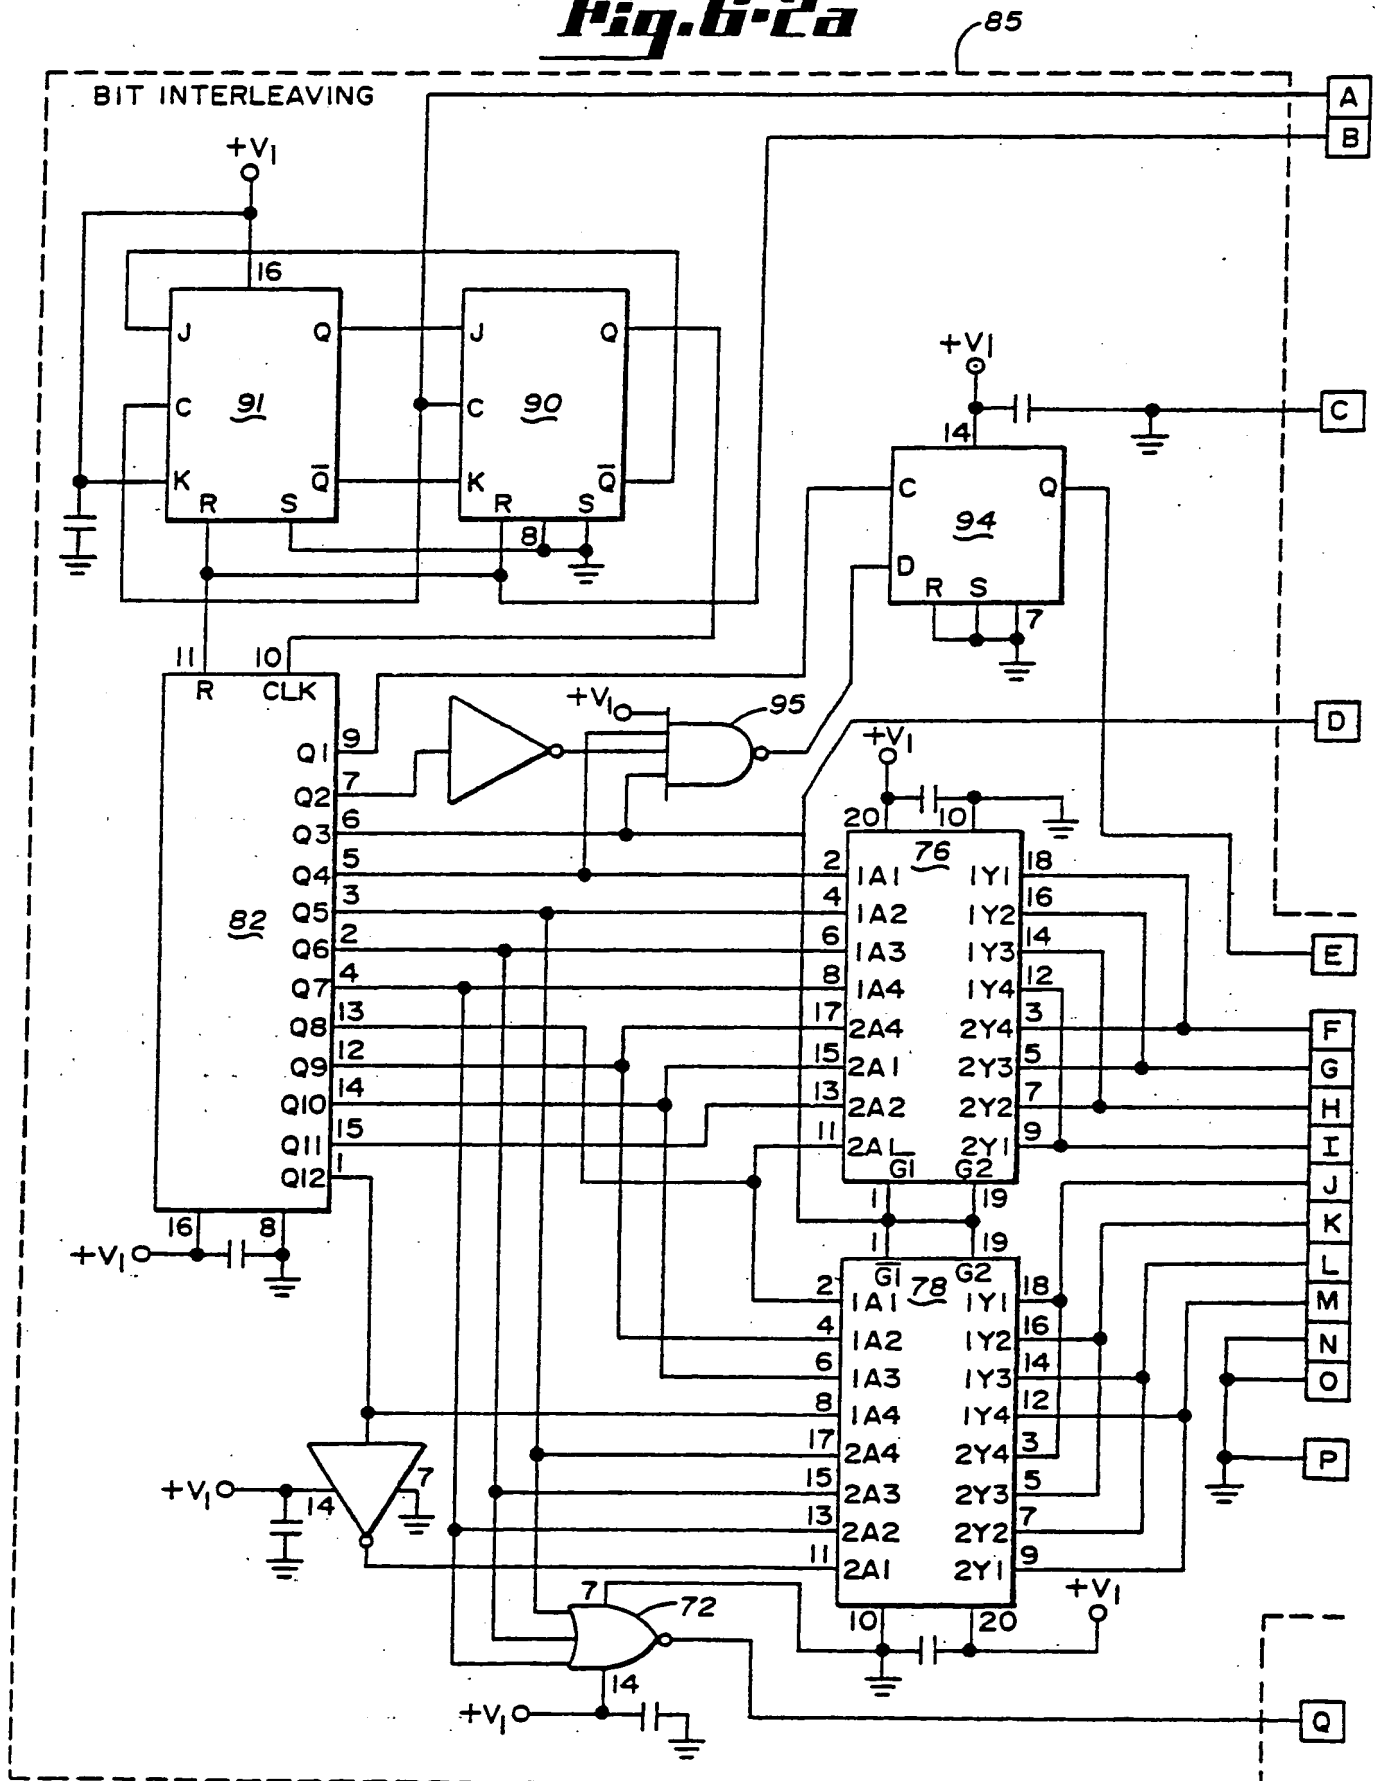 Fig.6-2a
85
BIT INTERLEAVING
A
B
+V1
16
J Q
91
C
K Q̅
R S
J Q
90
C
K Q̅
R 8 S
+V1
14
C
C Q
94
D
R S 7
11 10
R CLK
+V1
95
D
+V1
Q1 9
Q2 7
Q3 6
Q4 5
Q5 3
Q6 2
Q7 4
Q8 13
Q9 12
Q10 14
Q11 15
Q12 1
82
16 8
+V1
20 10
76
2 1A1 1Y1 18
4 1A2 1Y2 16
6 1A3 1Y3 14
8 1A4 1Y4 12
17 2A4 2Y4 3
15 2A1 2Y3 5
13 2A2 2Y2 7
11 2A1 2Y1 9
G̅1 G2
1 19
E
F
G
H
I
J
K
L
M
N
O
P
1 19
G̅1 G2
78
2 1A1 1Y1 18
4 1A2 1Y2 16
6 1A3 1Y3 14
8 1A4 1Y4 12
17 2A4 2Y4 3
15 2A3 2Y3 5
13 2A2 2Y2 7
11 2A1 2Y1 9
+V1
14 7
7 72
10 20
+V1
14
+V1
Q